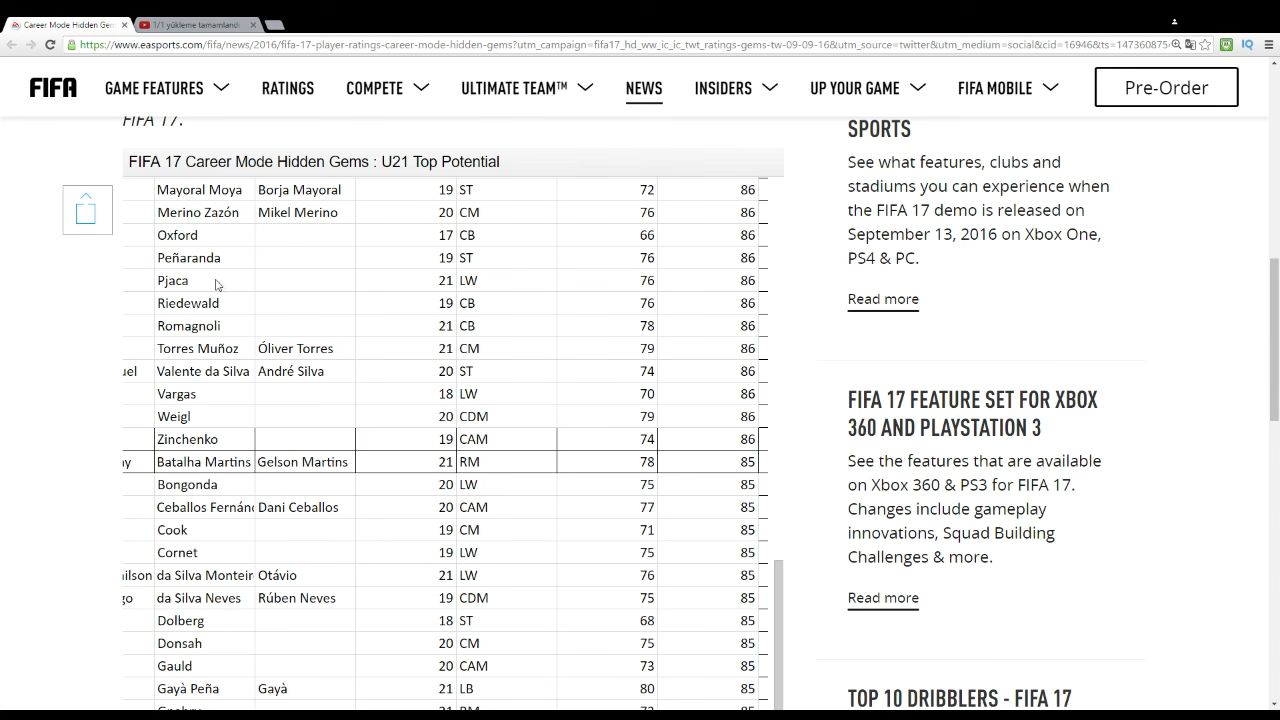 Career Mode Hidden Ge
1/1 yükleme tamamland
https://www.easports.com/fifa/news/2016/fifa-17-player-ratings-career-mode-hidden-gems?utm_campaign=fifa17_hd_ww_ic_ic_twt_ratings-gems-tw-09-09-16&utm_source=twitter&utm_medium=social&cid=16946&ts=147360875
FIFA GAME FEATURES RATINGS COMPETE ULTIMATE TEAM™ NEWS INSIDERS UP YOUR GAME FIFA MOBILE Pre-Order
FIFA 17.
FIFA 17 Career Mode Hidden Gems : U21 Top Potential
Mayoral Moya Borja Mayoral 19 ST 72 86
Merino Zazón Mikel Merino 20 CM 76 86
Oxford 17 CB 66 86
Peñaranda 19 ST 76 86
Pjaca 21 LW 76 86
Riedewald 19 CB 76 86
Romagnoli 21 CB 78 86
Torres Muñoz Óliver Torres 21 CM 79 86
uel Valente da Silva André Silva 20 ST 74 86
Vargas 18 LW 70 86
Weigl 20 CDM 79 86
Zinchenko 19 CAM 74 86
y Batalha Martins Gelson Martins 21 RM 78 85
Bongonda 20 LW 75 85
Ceballos Fernánd Dani Ceballos 20 CAM 77 85
Cook 19 CM 71 85
Cornet 19 LW 75 85
nilson da Silva Monteir Otávio 21 LW 76 85
go da Silva Neves Rúben Neves 19 CDM 75 85
Dolberg 18 ST 68 85
Donsah 20 CM 75 85
Gauld 20 CAM 73 85
Gayà Peña Gayà 21 LB 80 85
SPORTS
See what features, clubs and
stadiums you can experience when
the FIFA 17 demo is released on
September 13, 2016 on Xbox One,
PS4 & PC.
Read more
FIFA 17 FEATURE SET FOR XBOX
360 AND PLAYSTATION 3
See the features that are available
on Xbox 360 & PS3 for FIFA 17.
Changes include gameplay
innovations, Squad Building
Challenges & more.
Read more
TOP 10 DRIBBLERS - FIFA 17